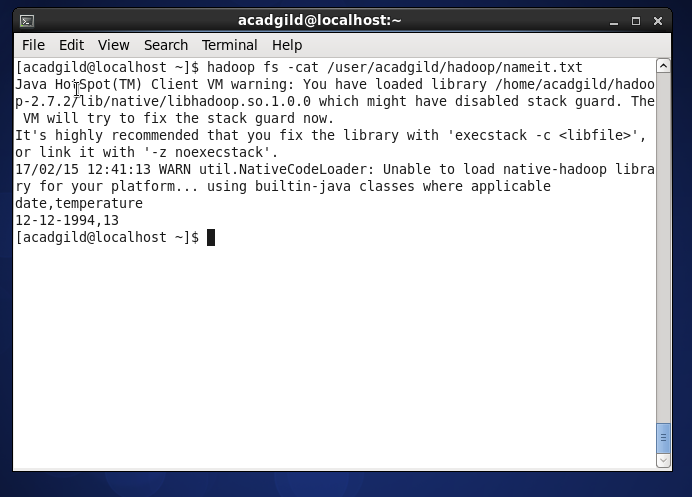 acadgild@localhost:~
File Edit View Search Terminal Help
[acadgild@localhost ~]$ hadoop fs -cat /user/acadgild/hadoop/nameit.txt
Java HotSpot(TM) Client VM warning: You have loaded library /home/acadgild/hadoo
p-2.7.2/lib/native/libhadoop.so.1.0.0 which might have disabled stack guard. The
 VM will try to fix the stack guard now.
It's highly recommended that you fix the library with 'execstack -c <libfile>',
or link it with '-z noexecstack'.
17/02/15 12:41:13 WARN util.NativeCodeLoader: Unable to load native-hadoop libra
ry for your platform... using builtin-java classes where applicable
date,temperature
12-12-1994,13
[acadgild@localhost ~]$